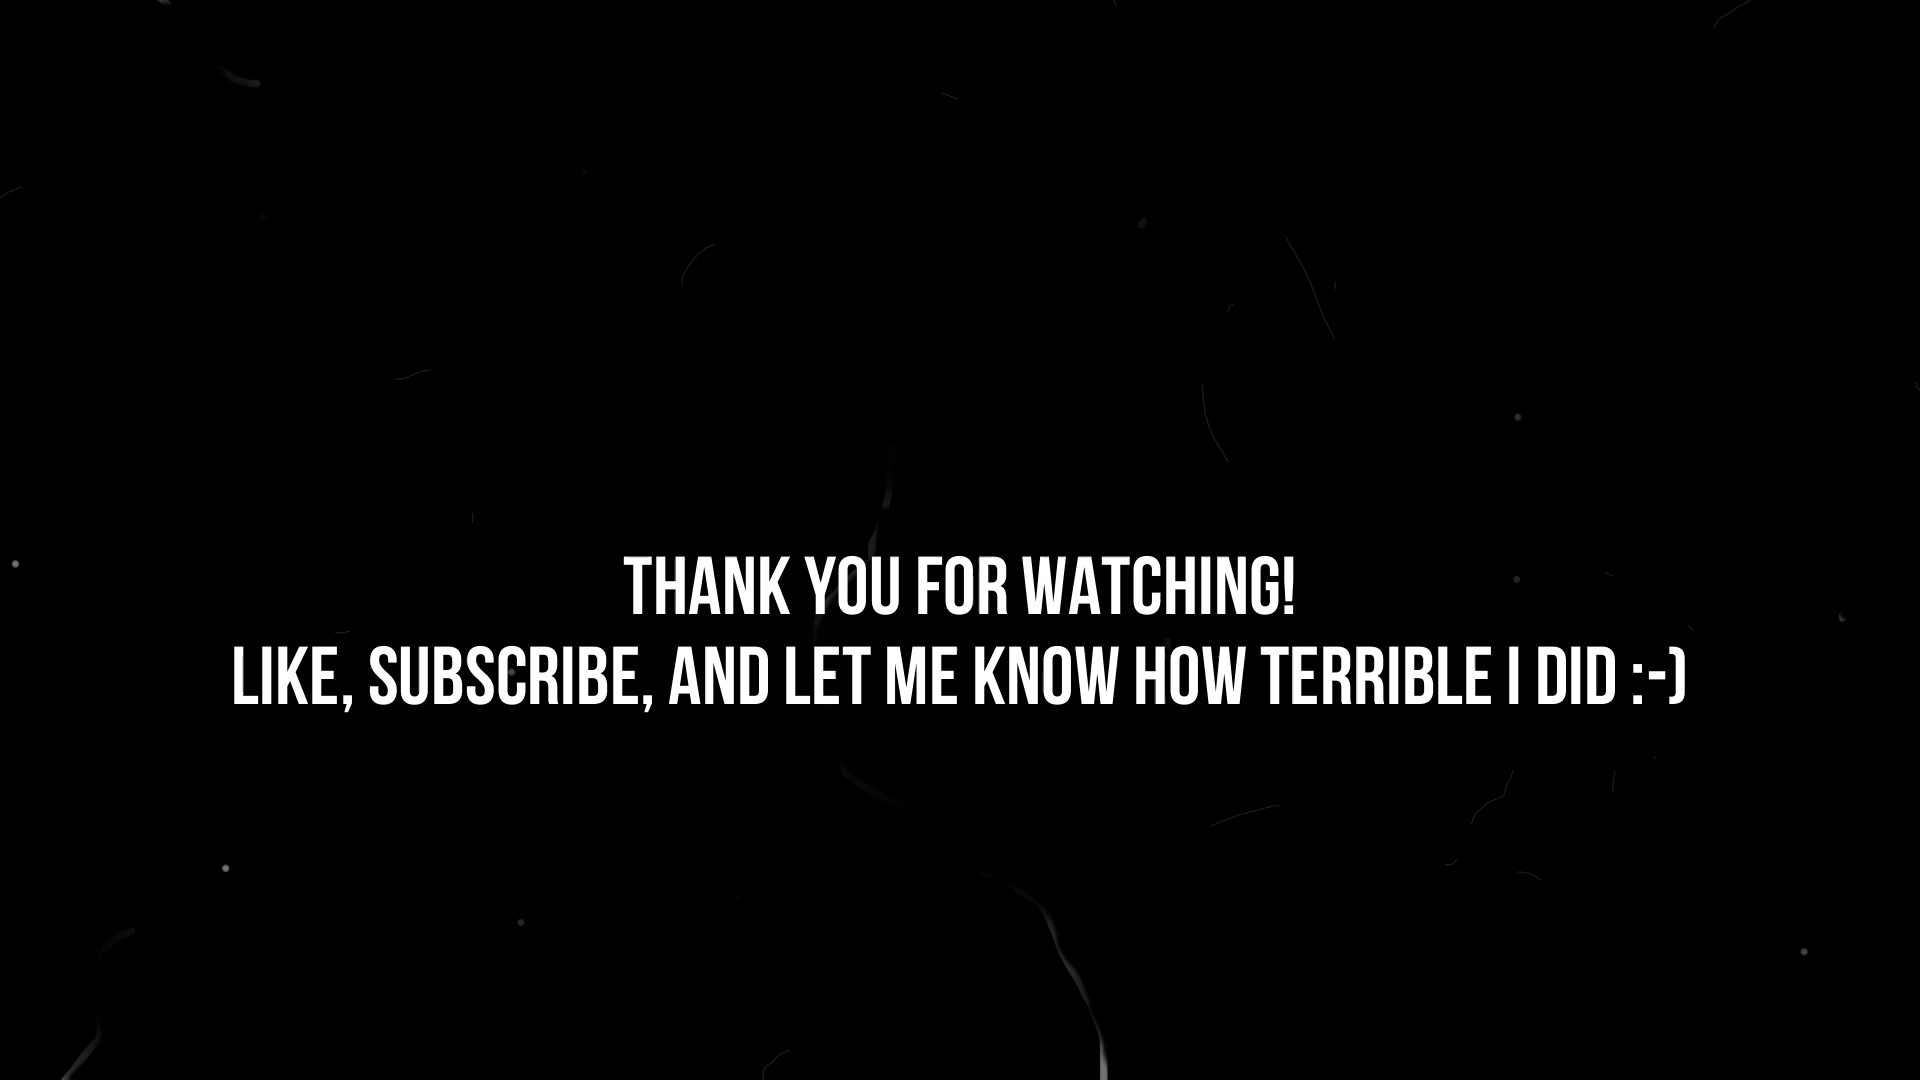 THANK YOU FOR WATCHING!
LIKE, SUBSCRIBE, AND LET ME KNOW HOW TERRIBLE I DID :-)